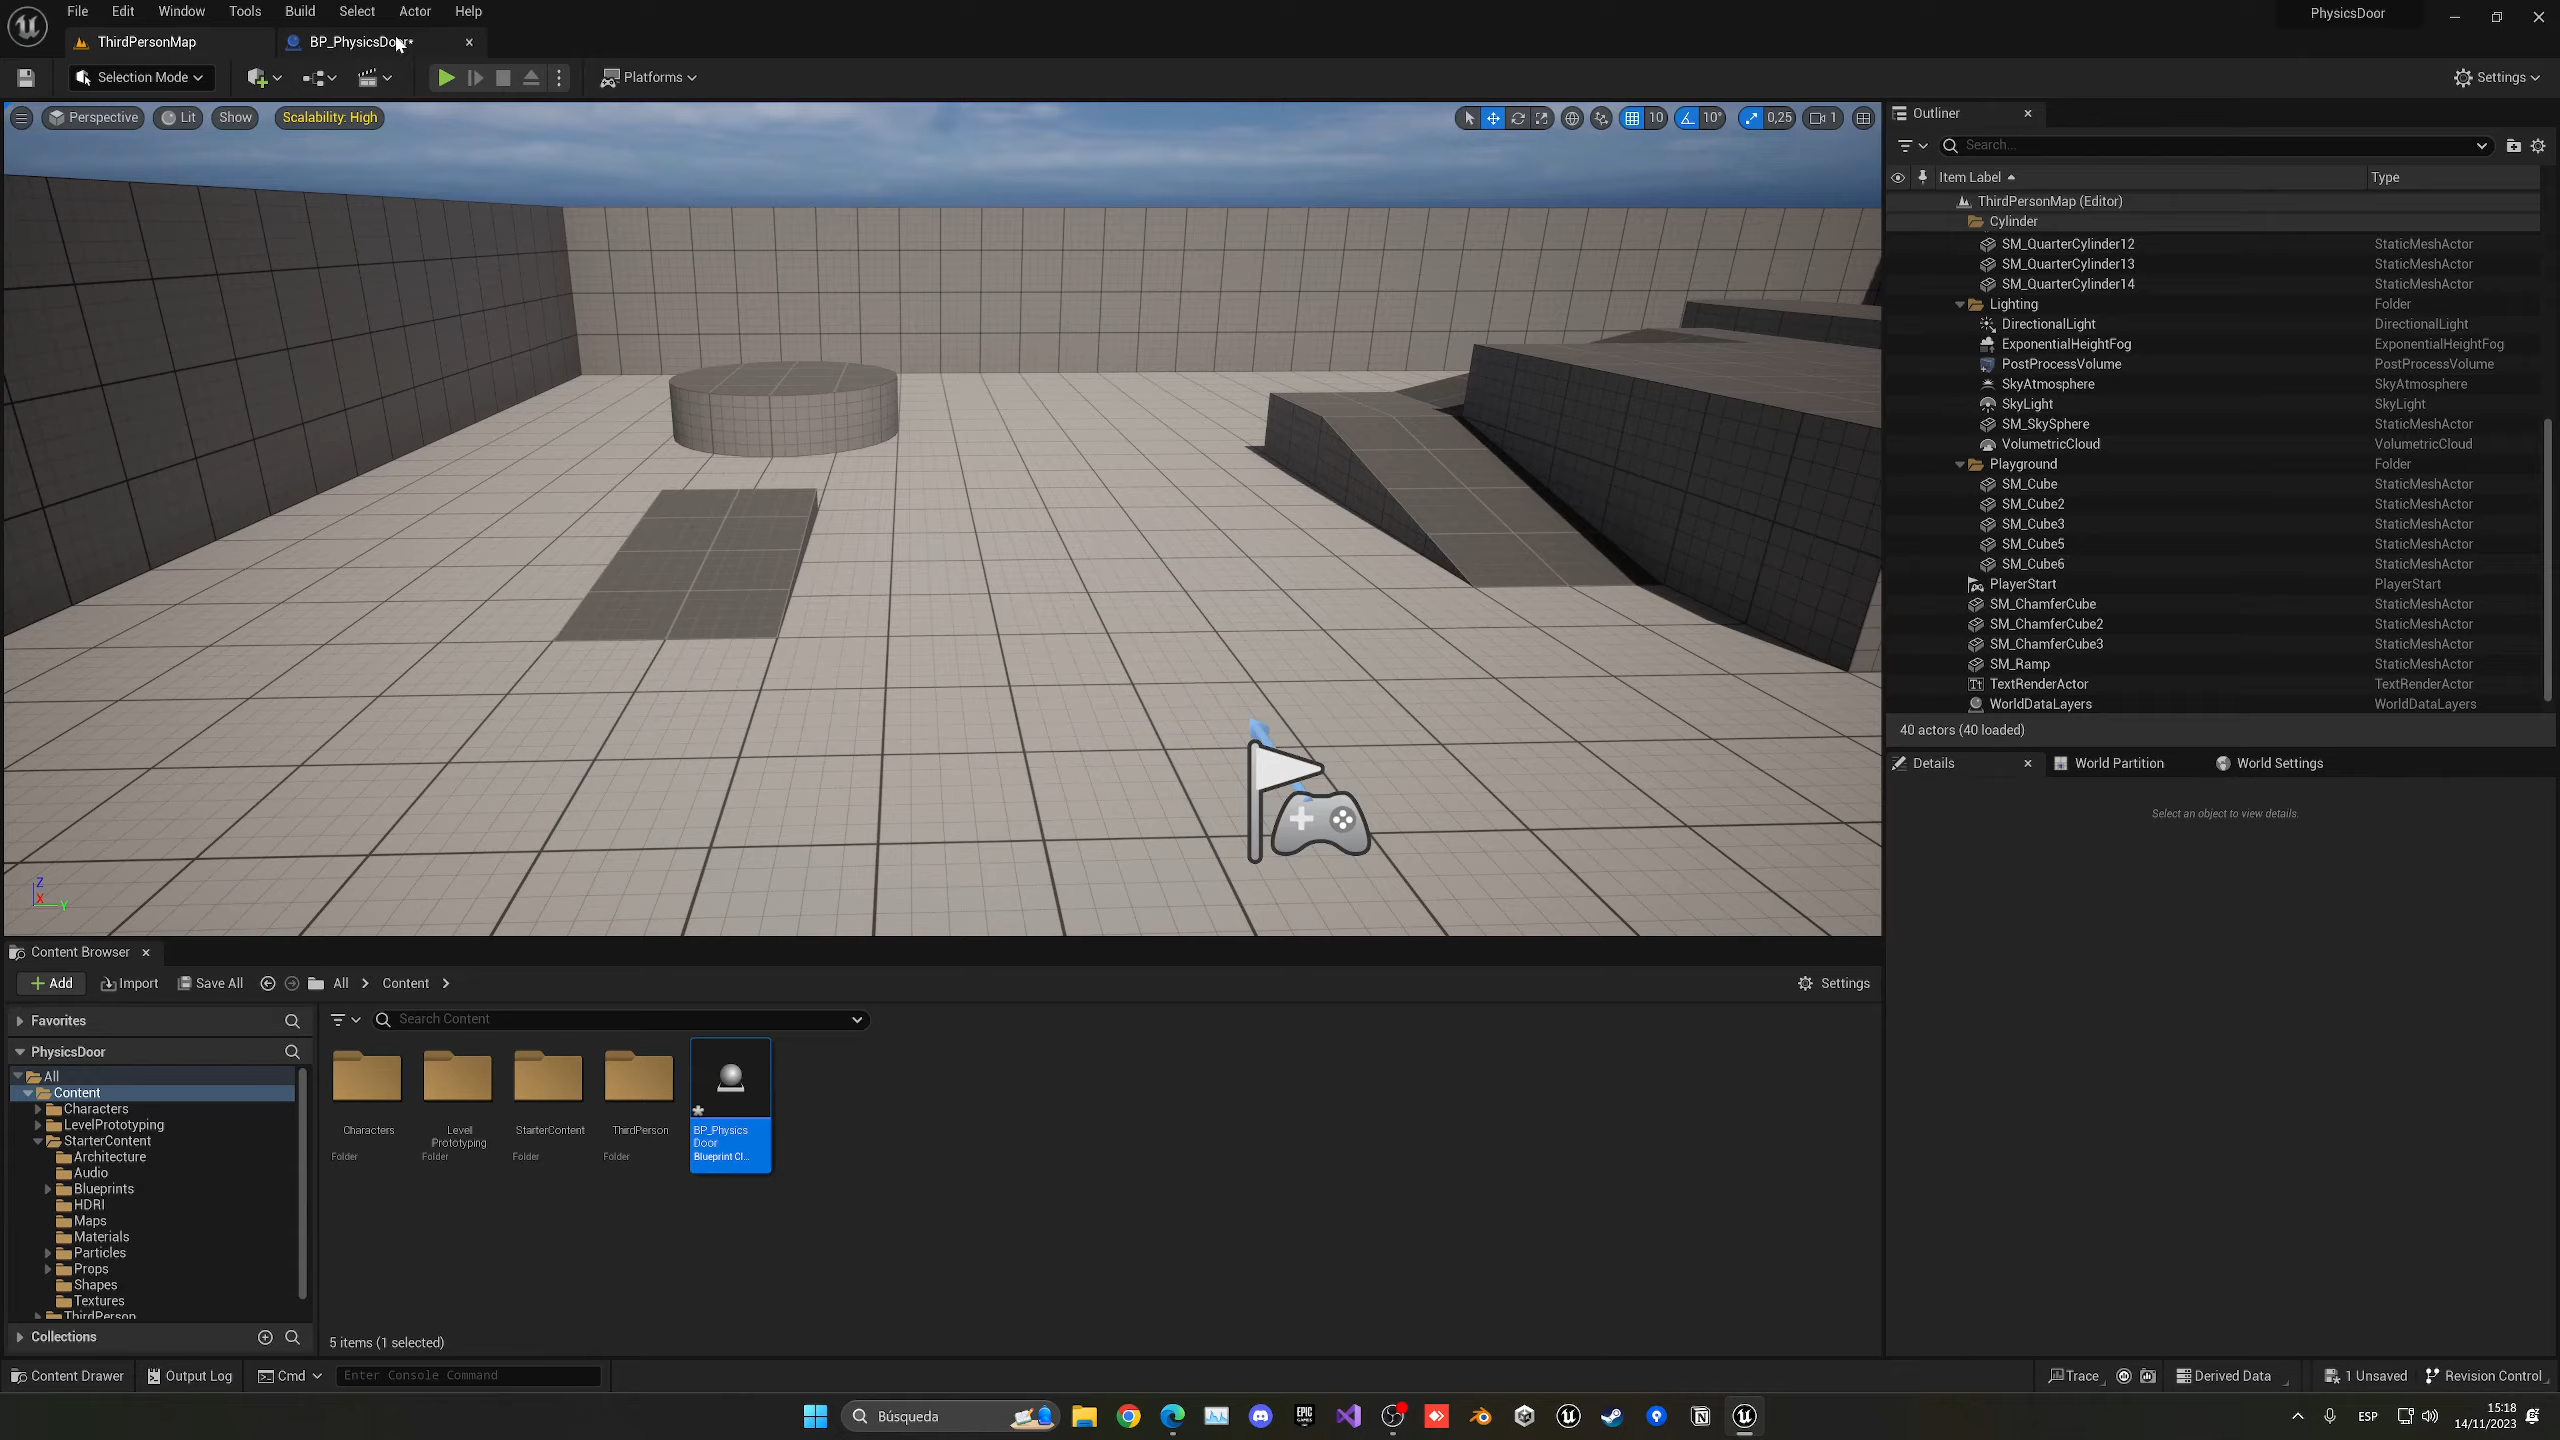 File Edit Window Tools Build Select Actor Help
PhysicsDoor
ThirdPersonMap
BP_PhysicsDoor*
Selection Mode
Platforms
Settings
Perspective
Lit
Show
Scalability: High
10
10°
0,25
1
Outliner
Search...
Item Label
Type
ThirdPersonMap (Editor)
Cylinder
SM_QuarterCylinder12 StaticMeshActor
SM_QuarterCylinder13 StaticMeshActor
SM_QuarterCylinder14 StaticMeshActor
Lighting Folder
DirectionalLight DirectionalLight
ExponentialHeightFog ExponentialHeightFog
PostProcessVolume PostProcessVolume
SkyAtmosphere SkyAtmosphere
SkyLight SkyLight
SM_SkySphere StaticMeshActor
VolumetricCloud VolumetricCloud
Playground Folder
SM_Cube StaticMeshActor
SM_Cube2 StaticMeshActor
SM_Cube3 StaticMeshActor
SM_Cube5 StaticMeshActor
SM_Cube6 StaticMeshActor
PlayerStart PlayerStart
SM_ChamferCube StaticMeshActor
SM_ChamferCube2 StaticMeshActor
SM_ChamferCube3 StaticMeshActor
SM_Ramp StaticMeshActor
TextRenderActor TextRenderActor
WorldDataLayers WorldDataLayers
40 actors (40 loaded)
Details
World Partition
World Settings
Select an object to view details.
Z
X
Y
Content Browser
Add
Import
Save All
All
Content
Settings
Favorites
Search Content
PhysicsDoor
All
Content
Characters
LevelPrototyping
StarterContent
Architecture
Audio
Blueprints
HDRI
Maps
Materials
Particles
Props
Shapes
Textures
ThirdPerson
Characters
Folder
Level
Prototyping
Folder
StarterContent
Folder
ThirdPerson
Folder
BP_Physics
Door
Blueprint Cl...
Collections
5 items (1 selected)
Content Drawer
Output Log
Cmd
Enter Console Command
Trace
Derived Data
1 Unsaved
Revision Control
Búsqueda
EPIC
GAMES
ESP
15:18
14/11/2023